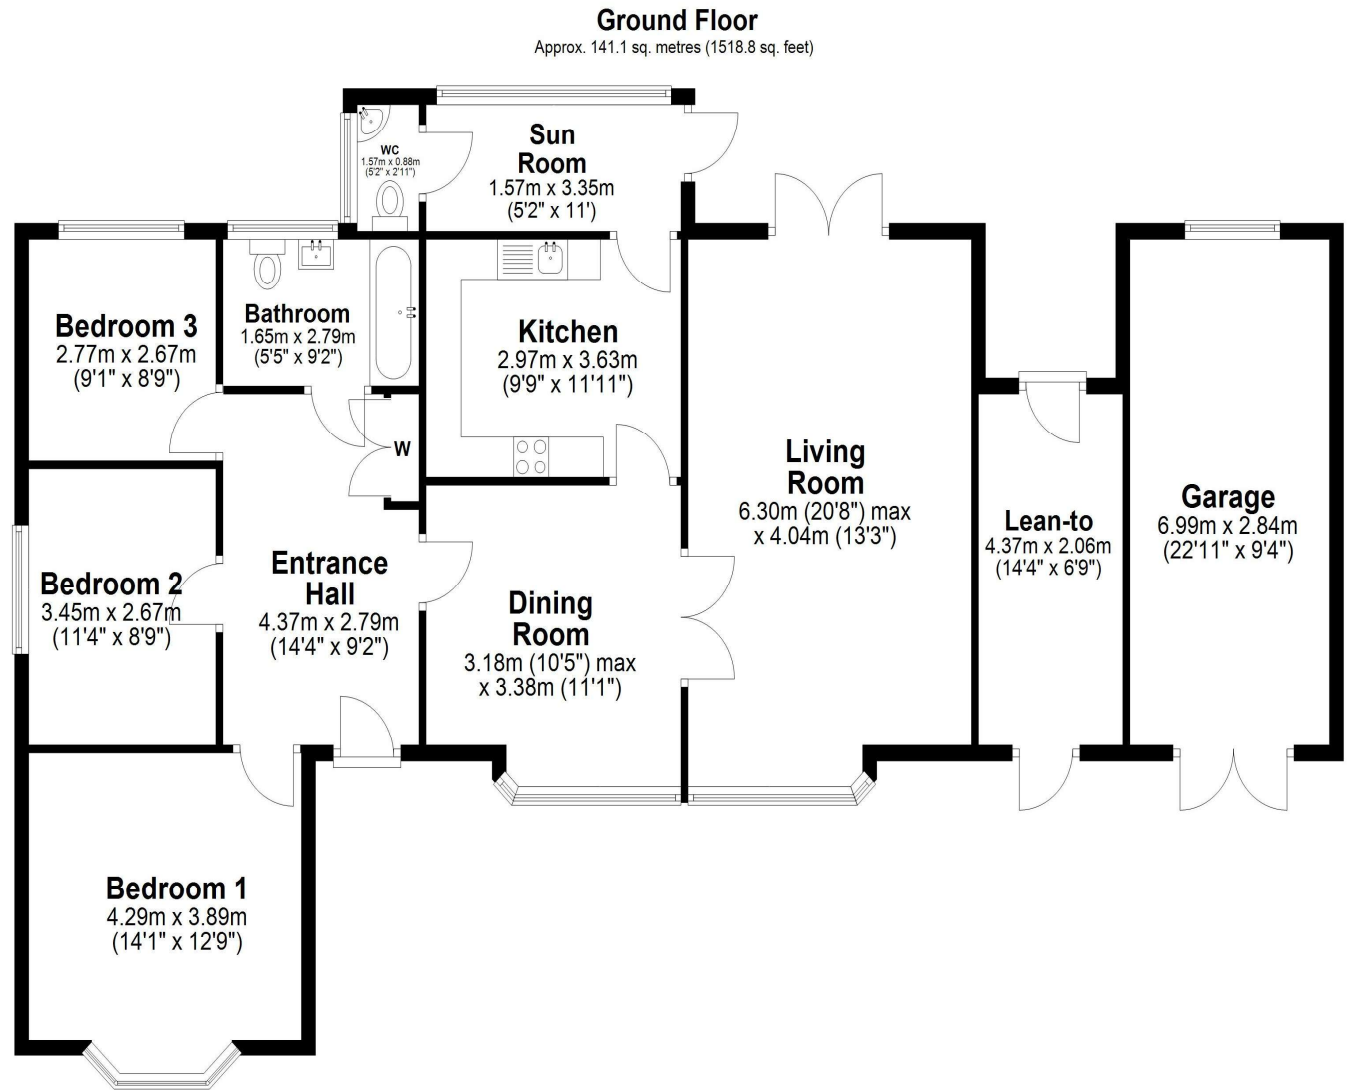 Ground Floor
Approx. 141.1 sq. metres (1518.8 sq. feet)
WC
1.57m x 0.88m
(5'2" x 2'11")
Sun
Room
1.57m x 3.35m
(5'2" x 11')
Bedroom 3
2.77m x 2.67m
(9'1" x 8'9")
Bathroom
1.65m x 2.79m
(5'5" x 9'2")
Kitchen
2.97m x 3.63m
(9'9" x 11'11")
W
Living
Room
6.30m (20'8") max
x 4.04m (13'3")
Lean-to
4.37m x 2.06m
(14'4" x 6'9")
Garage
6.99m x 2.84m
(22'11" x 9'4")
Bedroom 2
3.45m x 2.67m
(11'4" x 8'9")
Entrance
Hall
4.37m x 2.79m
(14'4" x 9'2")
Dining
Room
3.18m (10'5") max
x 3.38m (11'1")
Bedroom 1
4.29m x 3.89m
(14'1" x 12'9")